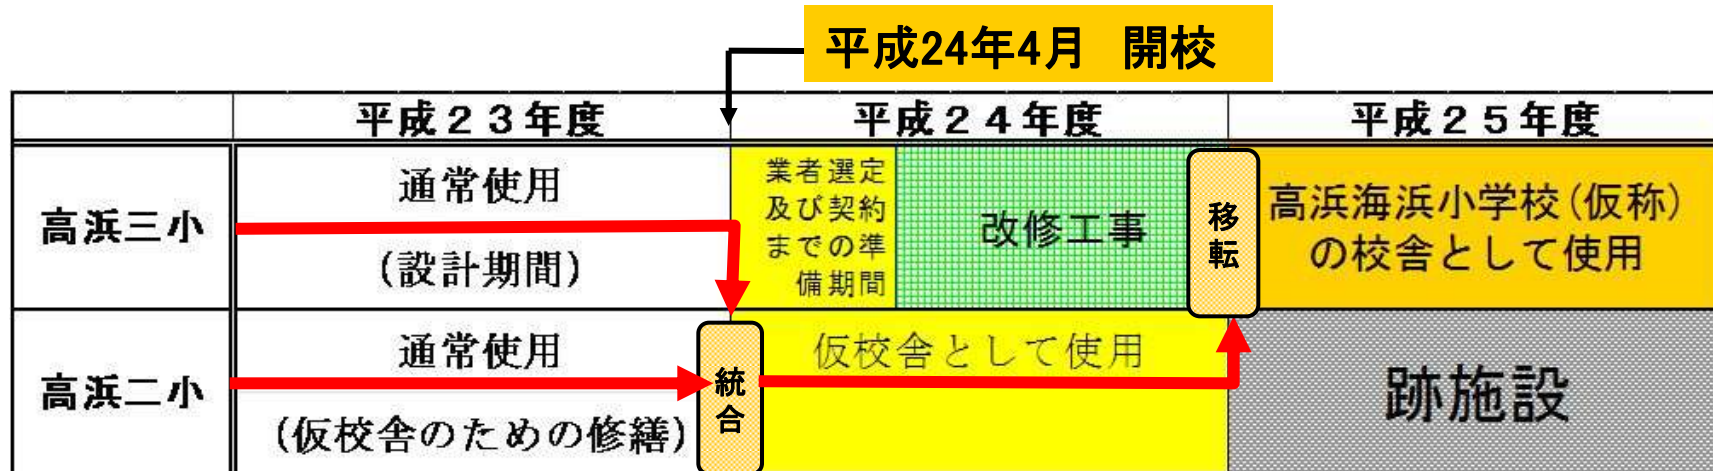 平成24年4月　開校
平成２３年度
平成２４年度
平成２５年度
高浜三小
通常使用
(設計期間)
業者選定
及び契約
までの準
備期間
改修工事
移転
高浜海浜小学校(仮称)
の校舎として使用
高浜二小
通常使用
(仮校舎のための修繕)
統合
仮校舎として使用
跡施設